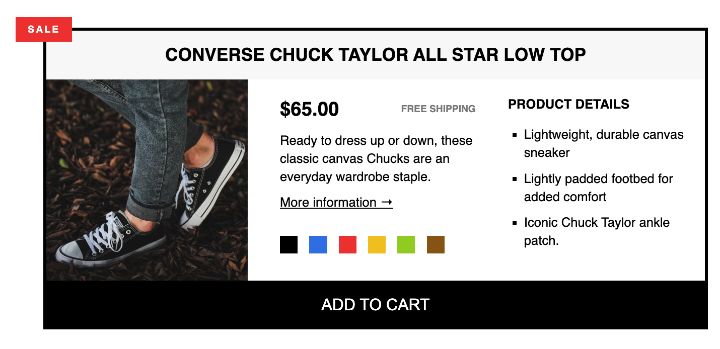 SALE
CONVERSE CHUCK TAYLOR ALL STAR LOW TOP
$65.00
FREE SHIPPING
Ready to dress up or down, these
classic canvas Chucks are an
everyday wardrobe staple.
More information →
PRODUCT DETAILS
Lightweight, durable canvas
sneaker
Lightly padded footbed for
added comfort
Iconic Chuck Taylor ankle
patch.
ADD TO CART